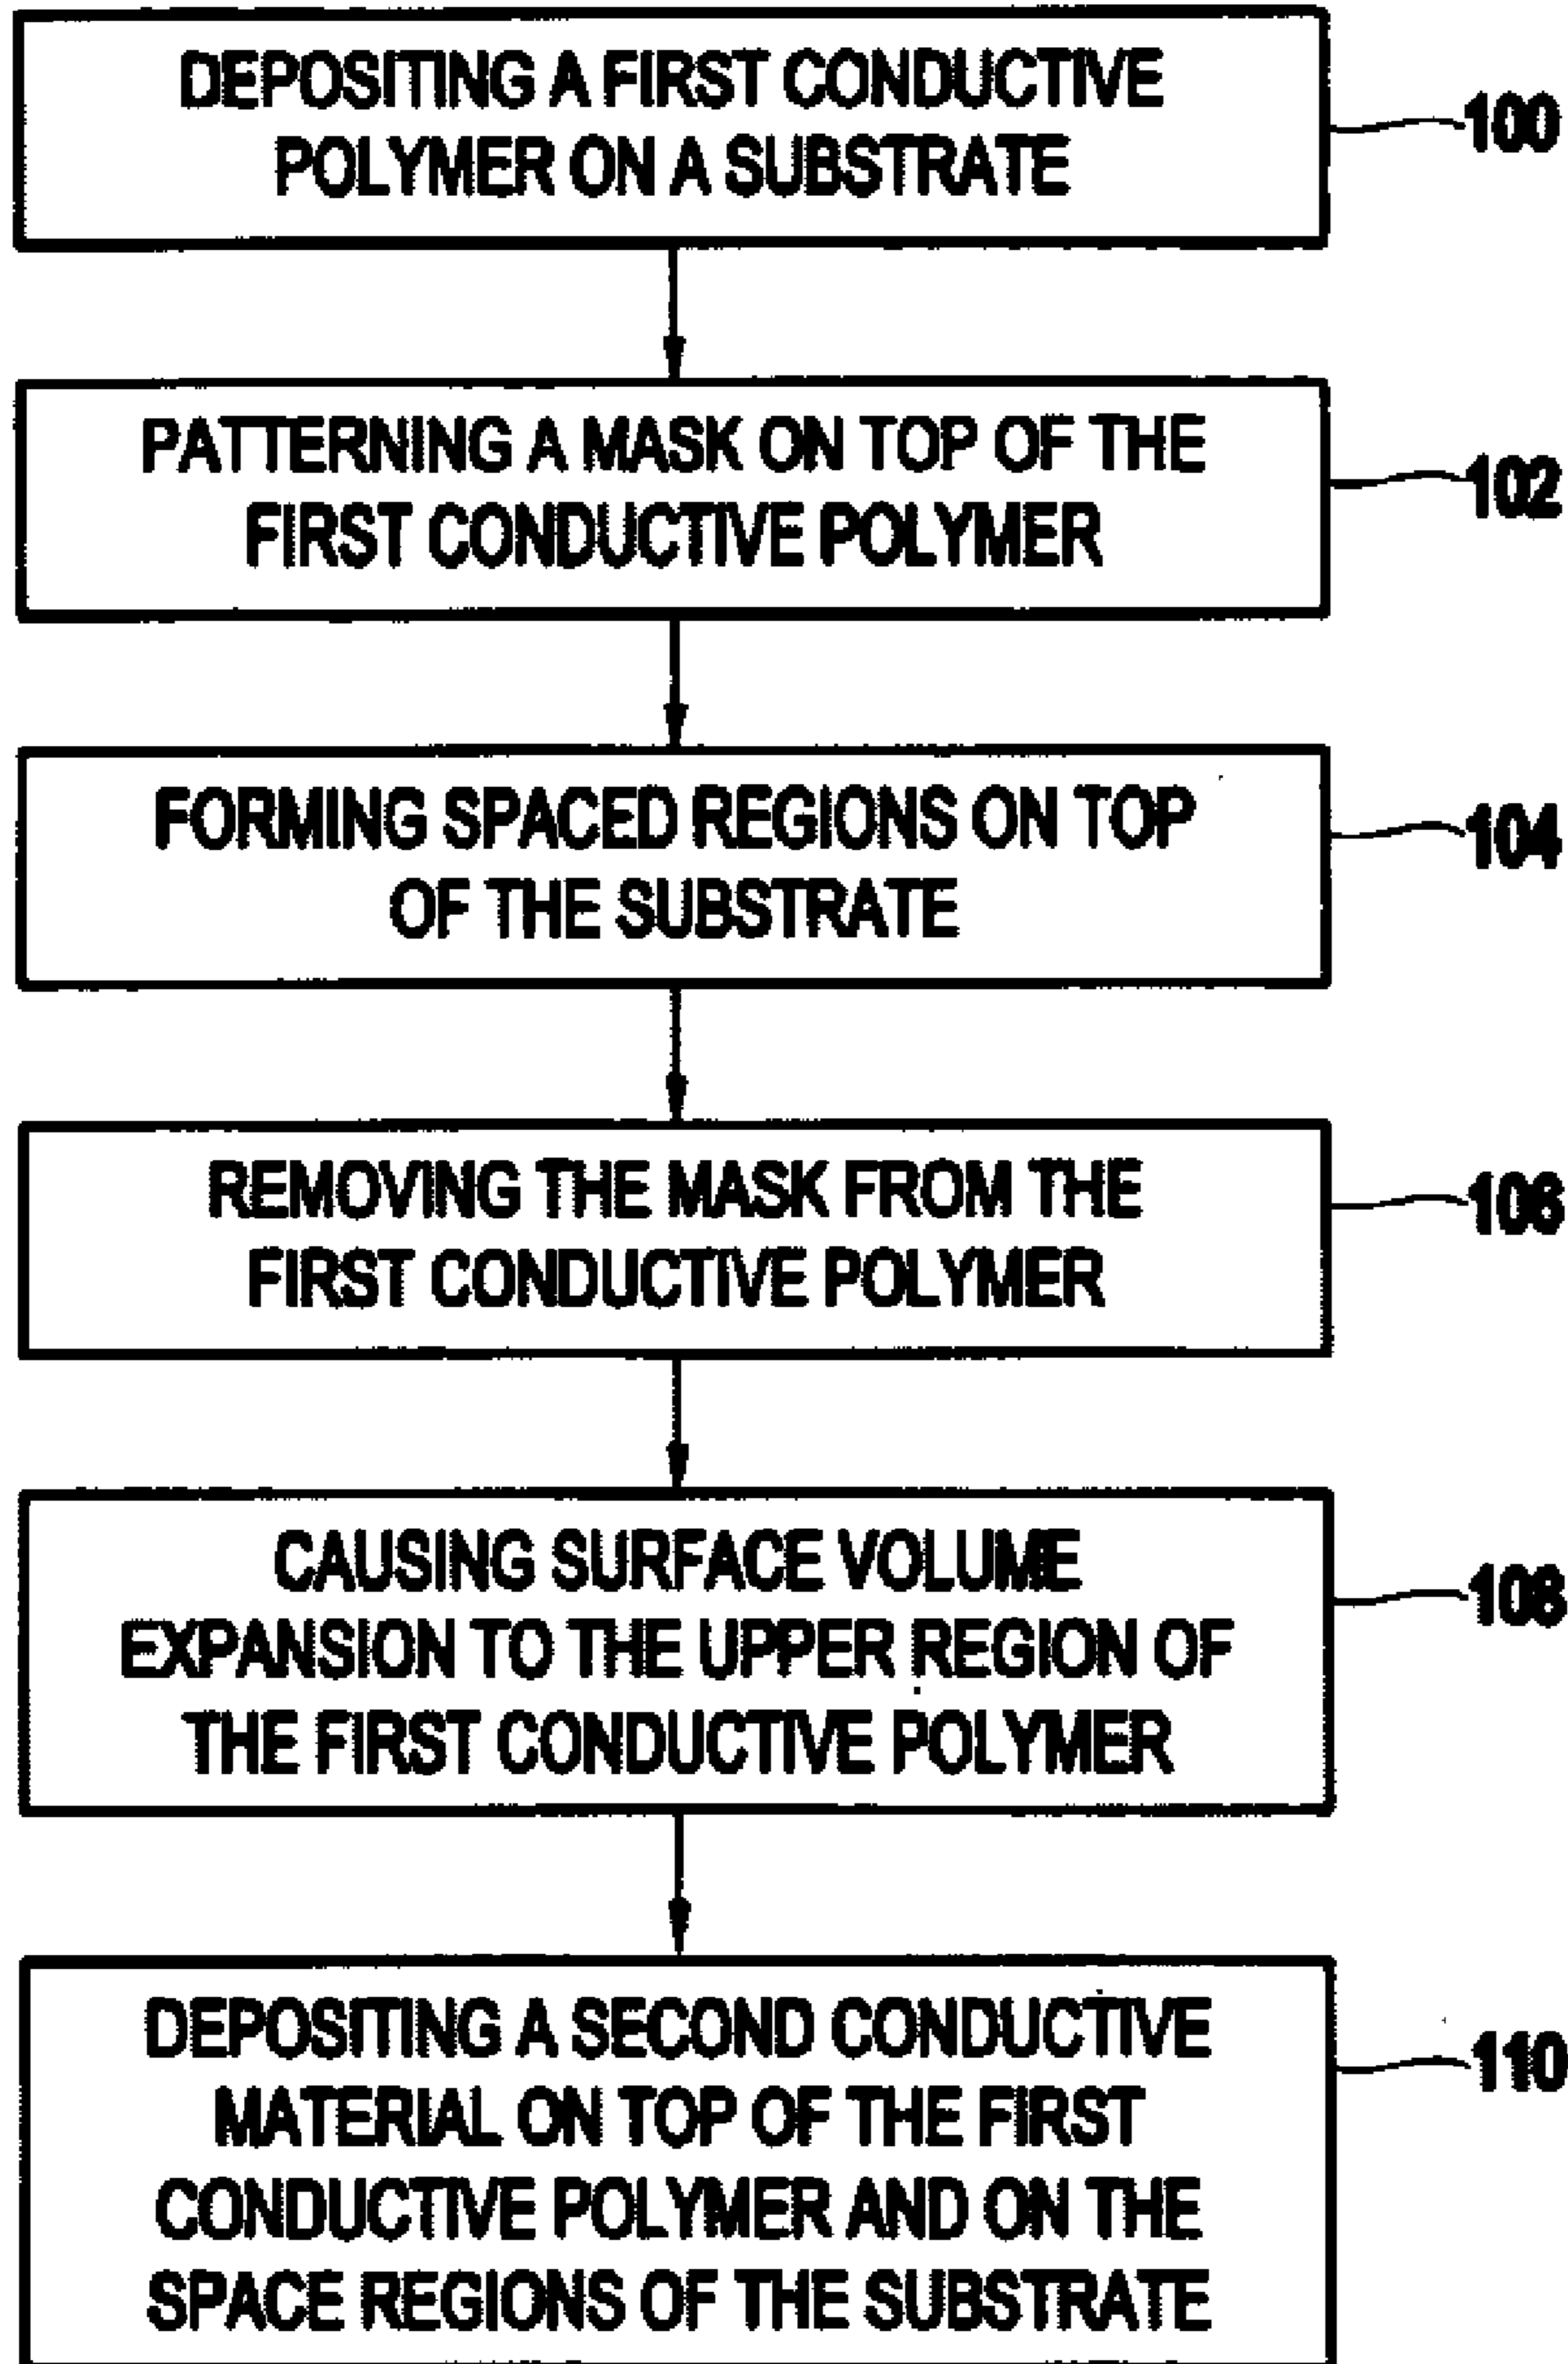 DEPOSITING A FIRST CONDUCTIVE
POLYMER ON A SUBSTRATE
100
PATTERNING A MASK ON TOP OF THE
FIRST CONDUCTIVE POLYMER
102
FORMING SPACED REGIONS ON TOP
OF THE SUBSTRATE
104
REMOVING THE MASK FROM THE
FIRST CONDUCTIVE POLYMER
106
CAUSING SURFACE VOLUME
EXPANSION TO THE UPPER REGION OF
THE FIRST CONDUCTIVE POLYMER
108
DEPOSITING A SECOND CONDUCTIVE
MATERIAL ON TOP OF THE FIRST
CONDUCTIVE POLYMER AND ON THE
SPACE REGIONS OF THE SUBSTRATE
110